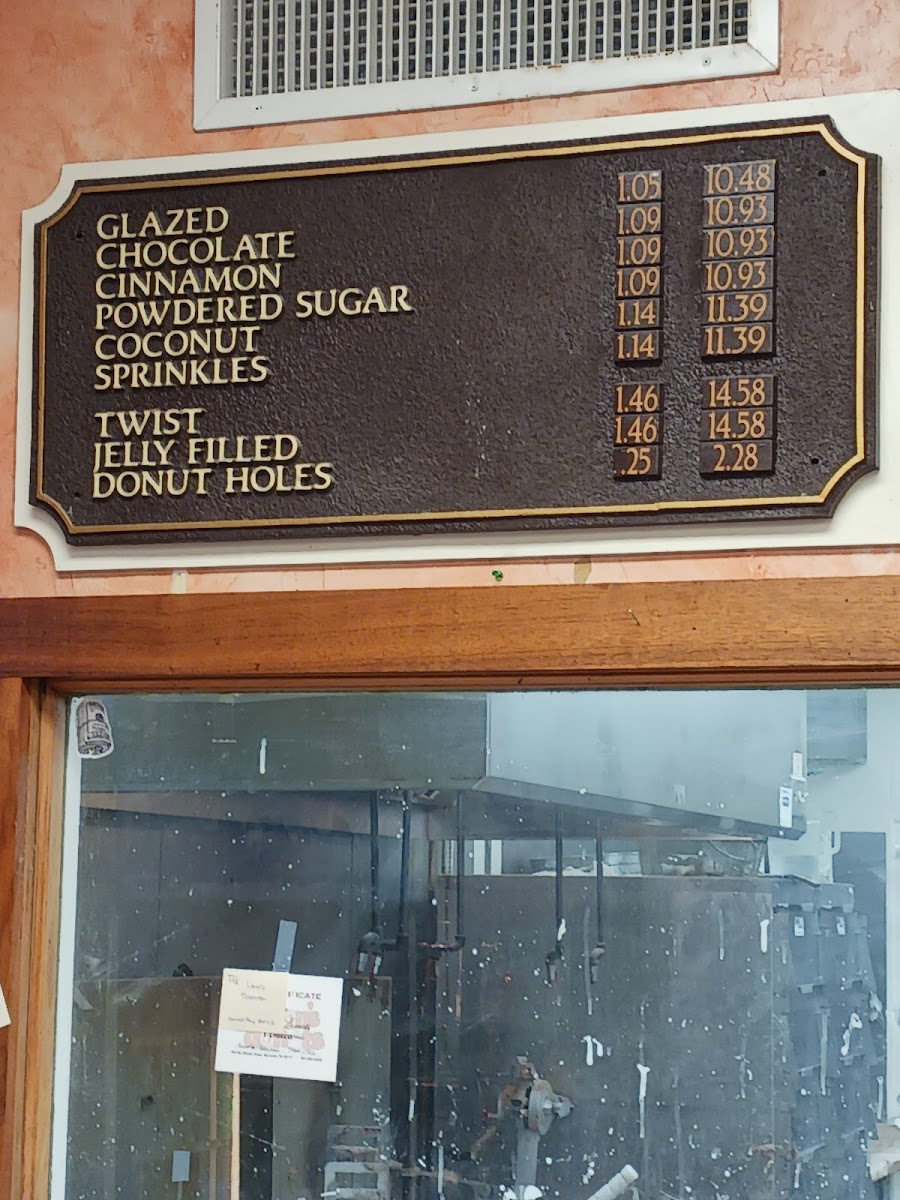 GLAZED 1.05 10.48
CHOCOLATE 1.09 10.93
CINNAMON 1.09 10.93
POWDERED SUGAR 1.09 10.93
COCONUT 1.14 11.39
SPRINKLES 1.14 11.39
TWIST 1.46 14.58
JELLY FILLED 1.46 14.58
DONUT HOLES .25 2.28
FICATE